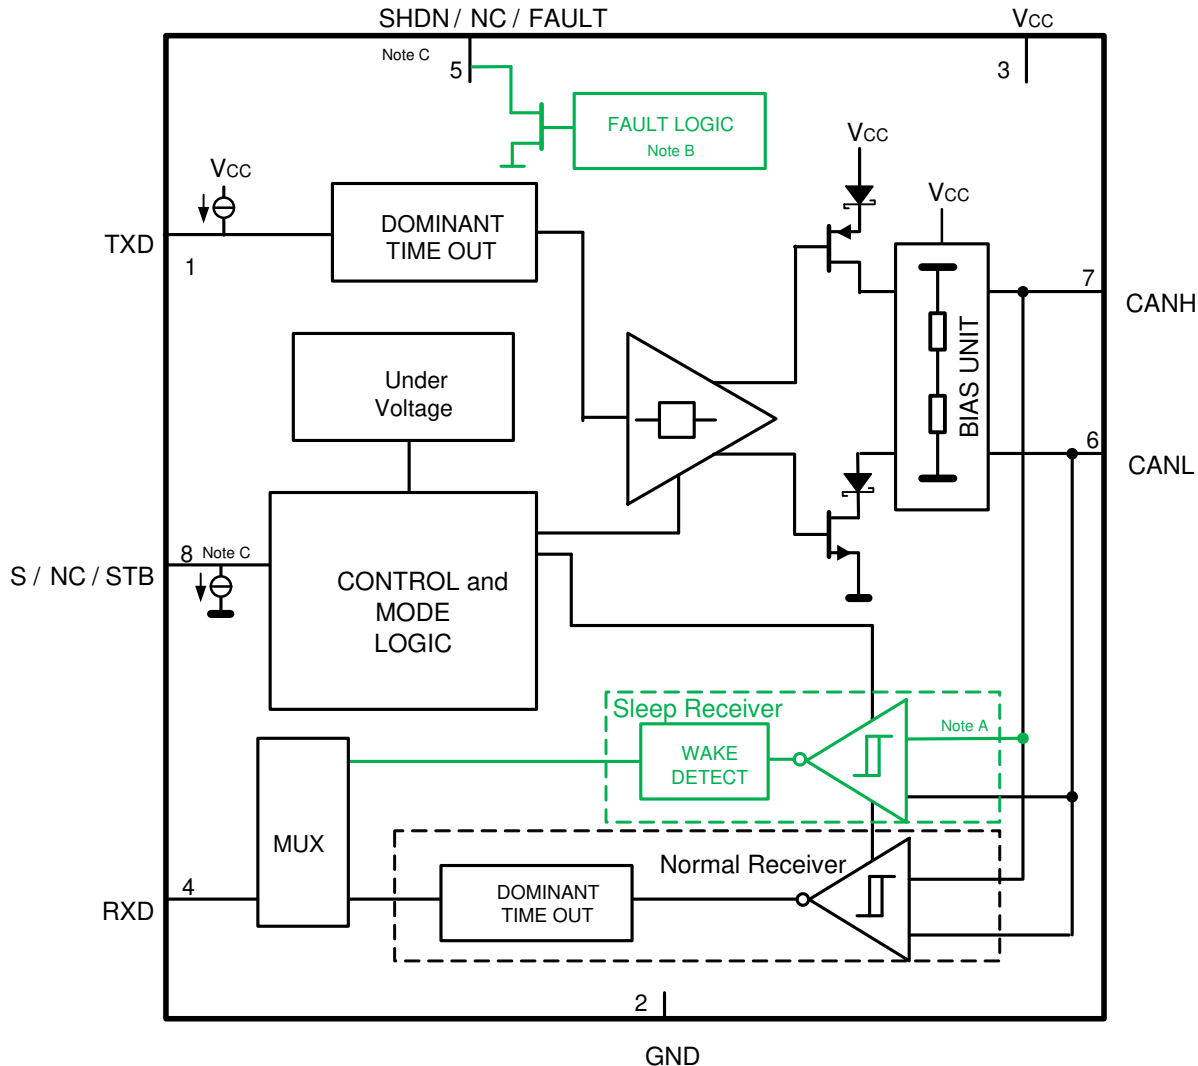 SHDN / NC / FAULT
VCC
Note C
5
3
FAULT LOGIC
Note B
VCC
VCC
VCC
DOMINANT
TIME OUT
TXD
1
7
CANH
BIAS UNIT
Under
Voltage
6
CANL
8 Note C
S / NC / STB
CONTROL and
MODE
LOGIC
Sleep Receiver
Note A
WAKE
DETECT
MUX
Normal Receiver
4
RXD
DOMINANT
TIME OUT
2
GND